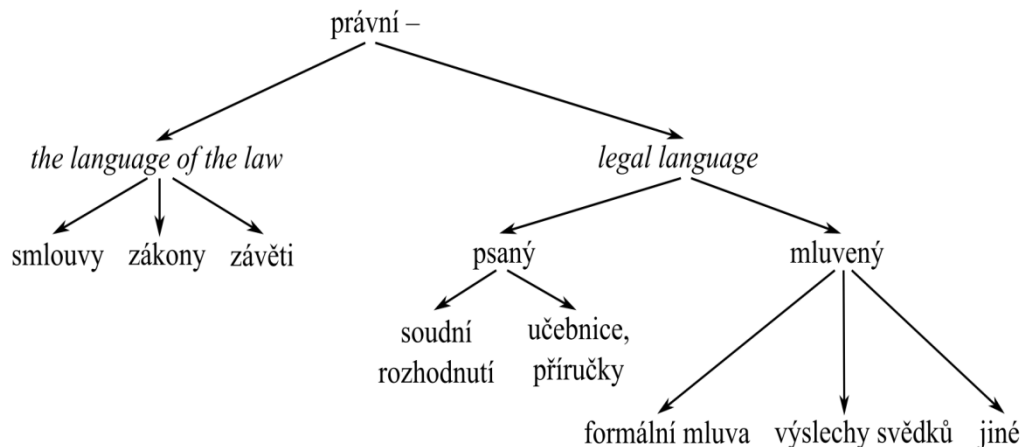 právní –
the language of the law
legal language
smlouvy zákony závěti
psaný
mluvený
soudní
rozhodnutí
učebnice,
příručky
formální mluva výslechy svědků jiné